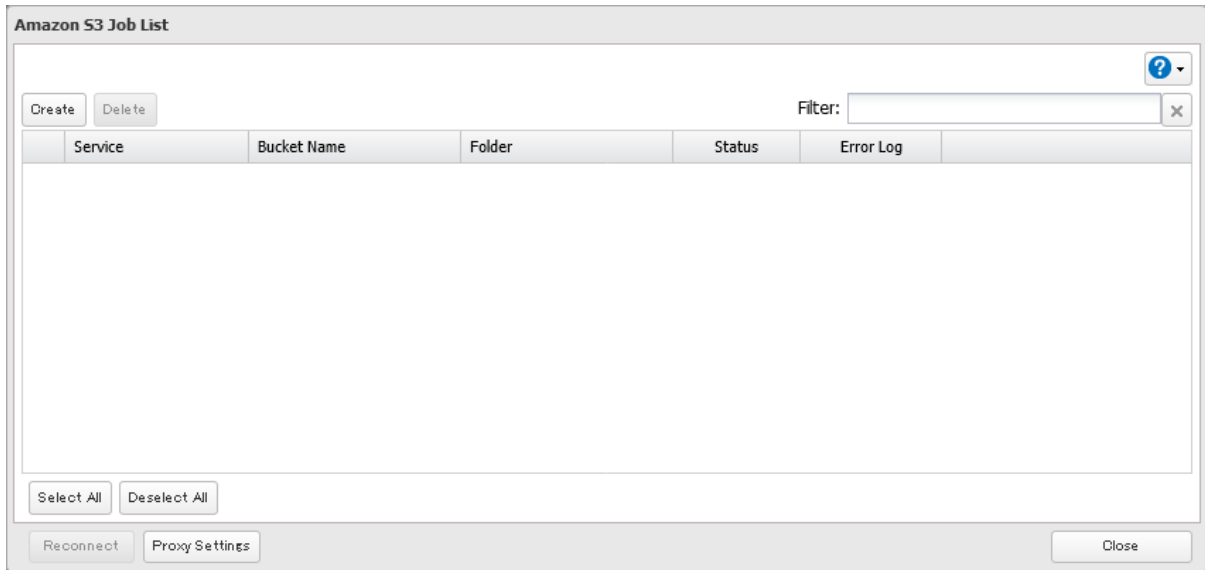 Amazon S3 Job List
?
Create Delete Filter:
Service Bucket Name Folder Status Error Log
Select All Deselect All
Reconnect Proxy Settings Close